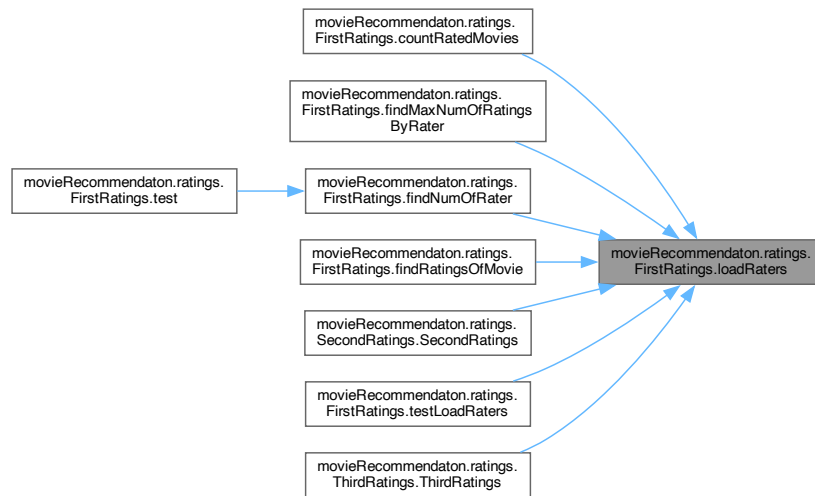 movieRecommendaton.ratings.
FirstRatings.countRatedMovies
movieRecommendaton.ratings.
FirstRatings.findMaxNumOfRatings
ByRater
movieRecommendaton.ratings.
FirstRatings.test
movieRecommendaton.ratings.
FirstRatings.findNumOfRater
movieRecommendaton.ratings.
FirstRatings.findRatingsOfMovie
movieRecommendaton.ratings.
FirstRatings.loadRaters
movieRecommendaton.ratings.
SecondRatings.SecondRatings
movieRecommendaton.ratings.
FirstRatings.testLoadRaters
movieRecommendaton.ratings.
ThirdRatings.ThirdRatings